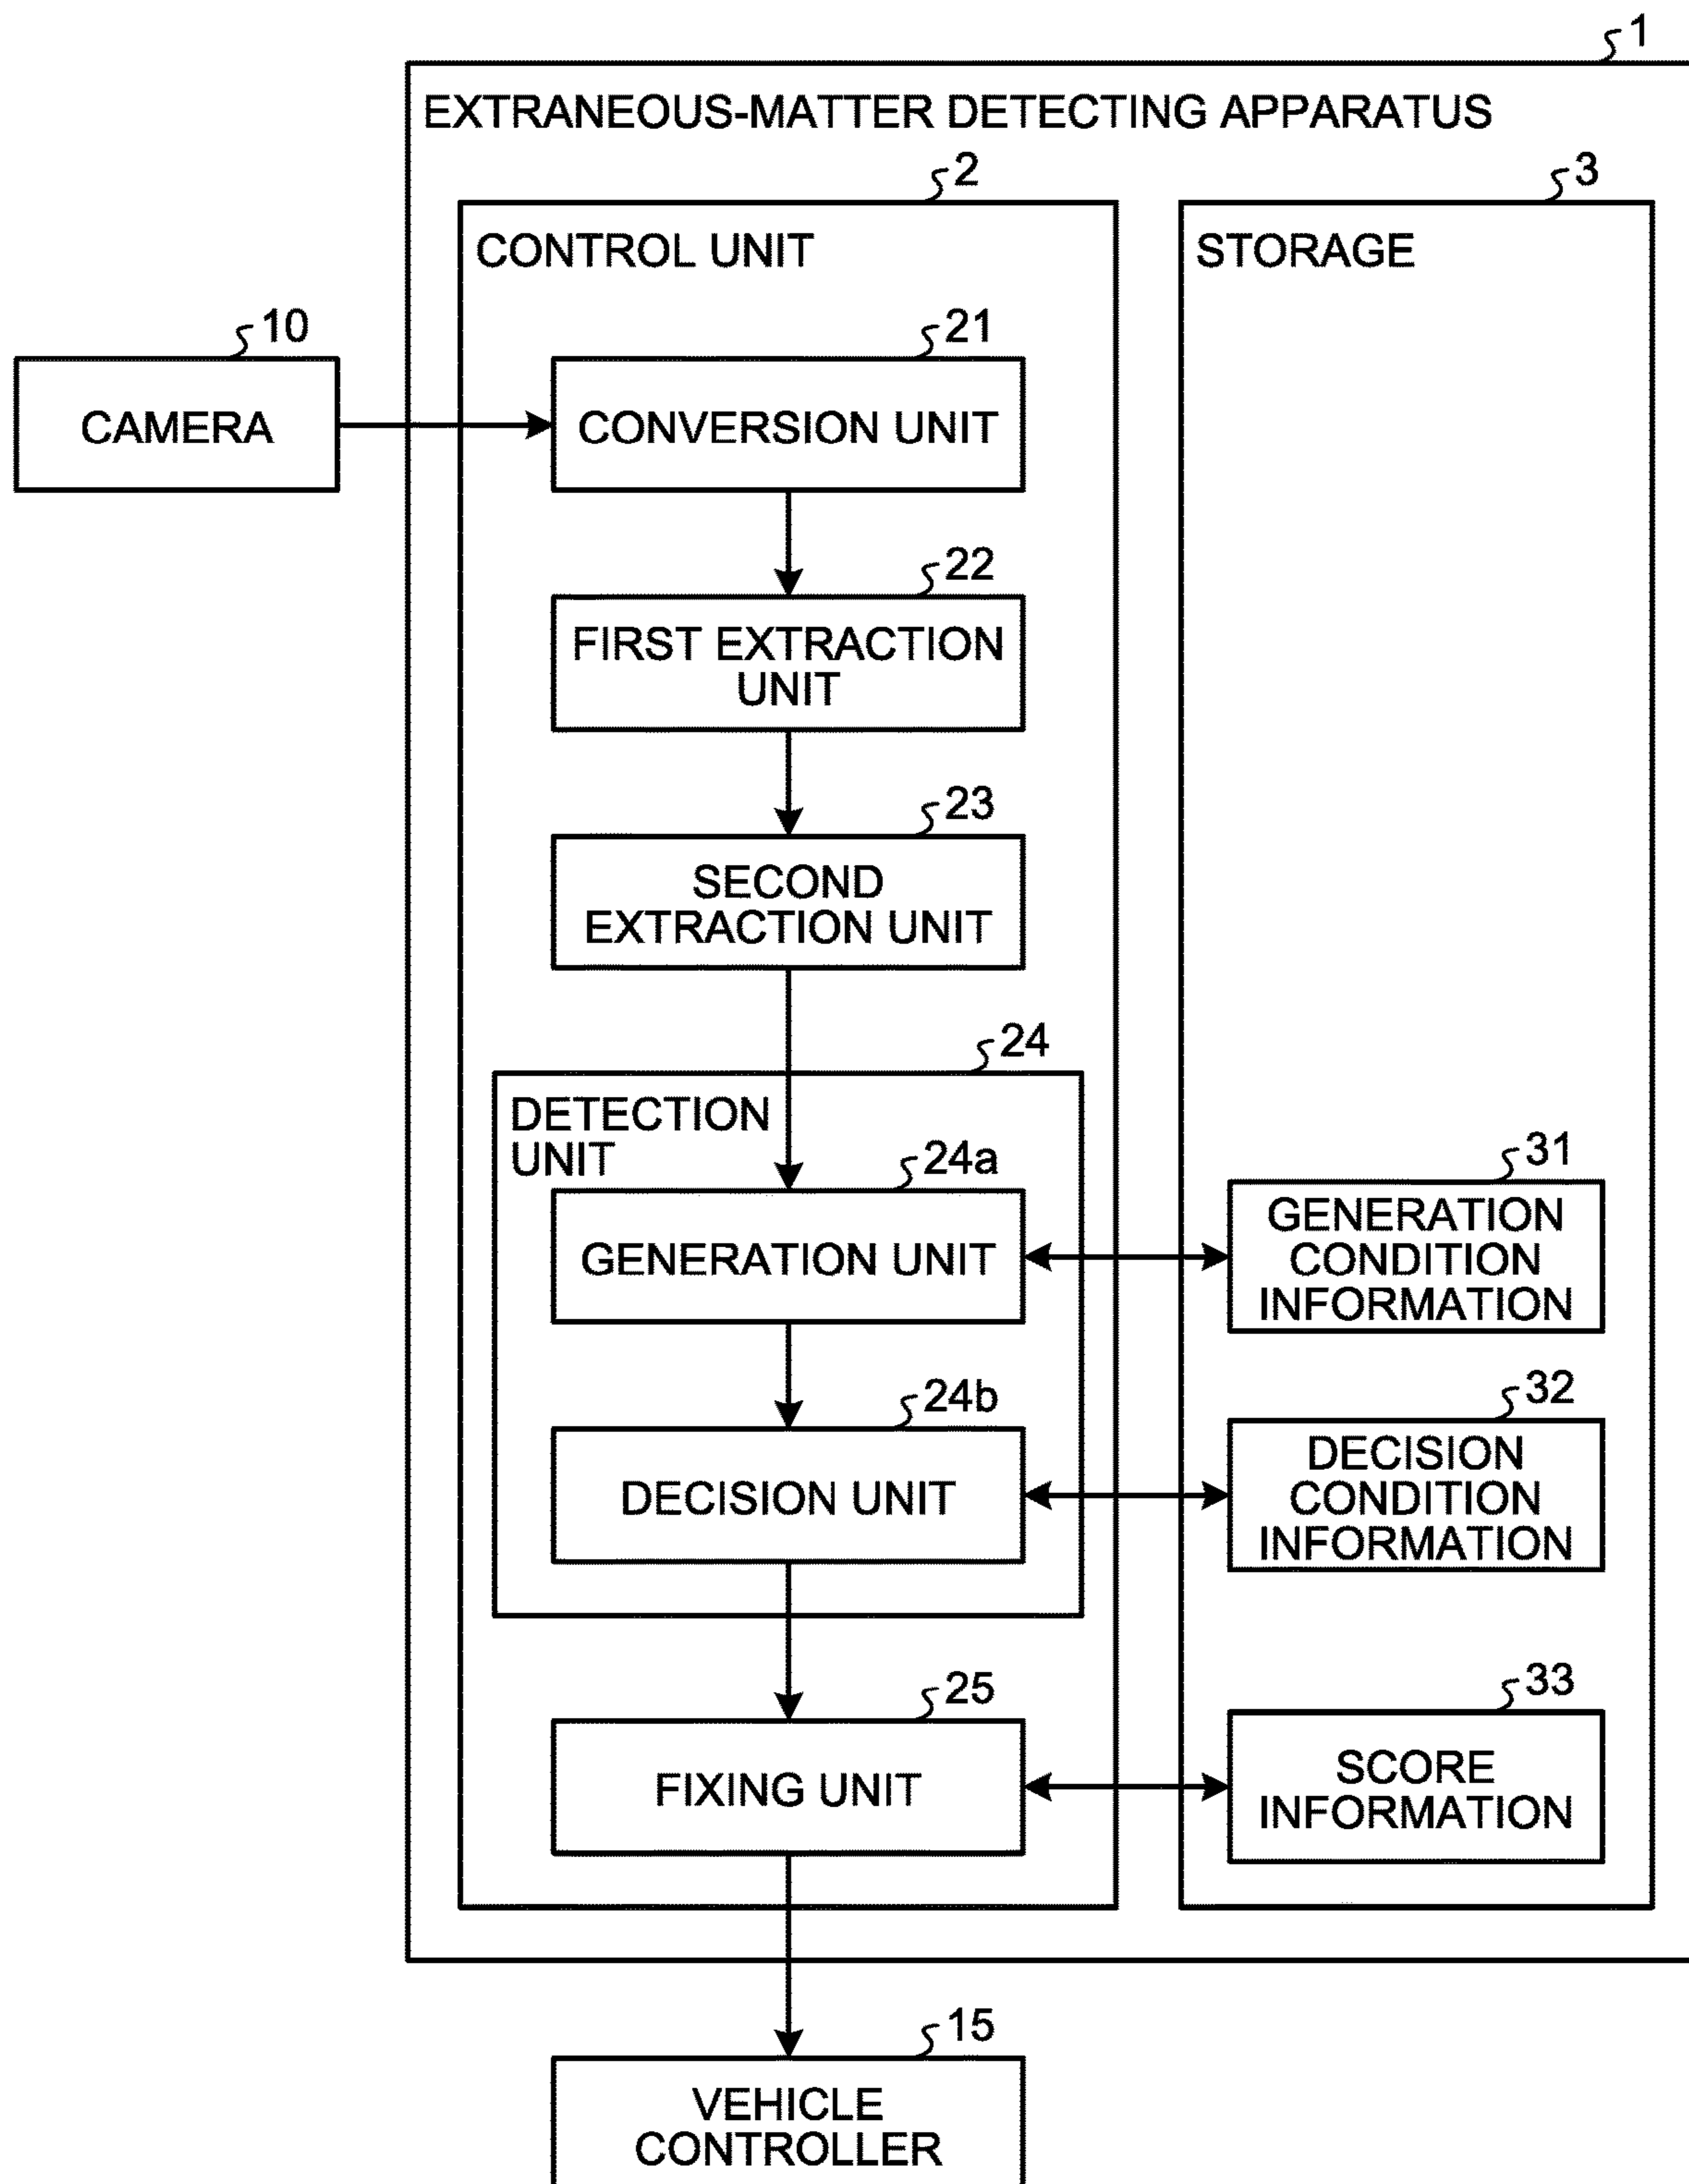 1
EXTRANEOUS-MATTER DETECTING APPARATUS
2
3
CONTROL UNIT
STORAGE
10
CAMERA
21
CONVERSION UNIT
22
FIRST EXTRACTION
UNIT
23
SECOND
EXTRACTION UNIT
24
DETECTION
UNIT
24a
GENERATION UNIT
31
GENERATION
CONDITION
INFORMATION
24b
DECISION UNIT
32
DECISION
CONDITION
INFORMATION
25
FIXING UNIT
33
SCORE
INFORMATION
15
VEHICLE
CONTROLLER